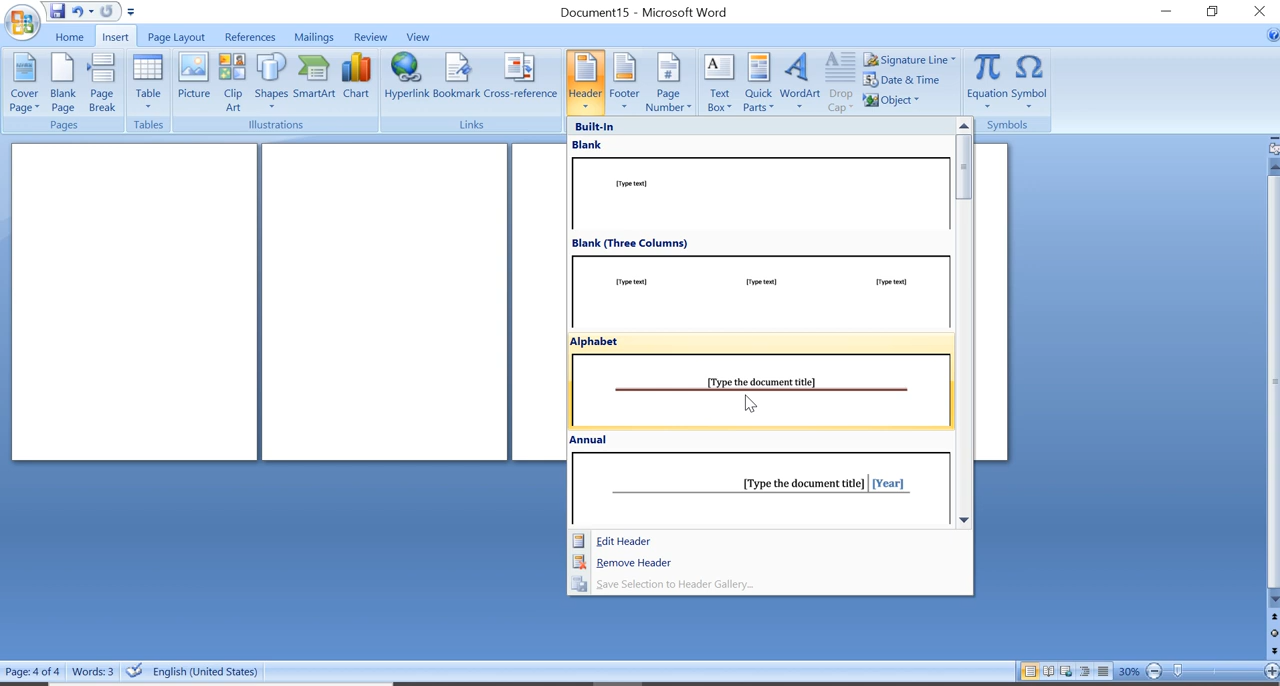 Document15 - Microsoft Word
Home Insert Page Layout References Mailings Review View
Cover Page
Blank Page
Page Break
Table
Picture
Clip Art
Shapes
SmartArt
Chart
Hyperlink
Bookmark
Cross-reference
Header
Footer
Page Number
Text Box
Quick Parts
WordArt
Drop Cap
Signature Line
Date & Time
Object
Equation
Symbol
Pages Tables Illustrations Links Symbols
Built-In
Blank
[Type text]
Blank (Three Columns)
[Type text] [Type text] [Type text]
Alphabet
[Type the document title]
Annual
[Type the document title] [Year]
Edit Header
Remove Header
Save Selection to Header Gallery...
Page: 4 of 4 Words: 3 English (United States) 30%